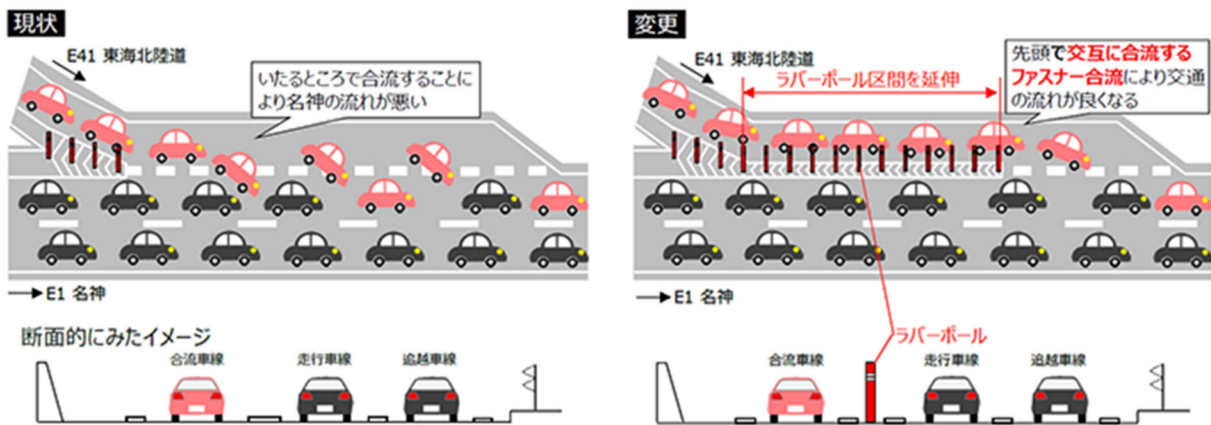 現状
E41 東海北陸道
いたるところで合流することに
より名神の流れが悪い
E1 名神
断面的にみたイメージ
合流車線
走行車線
追越車線
変更
E41 東海北陸道
ラバーポール区間を延伸
先頭で交互に合流する
ファスナー合流により交通
の流れが良くなる
E1 名神
ラバーポール
合流車線
走行車線
追越車線